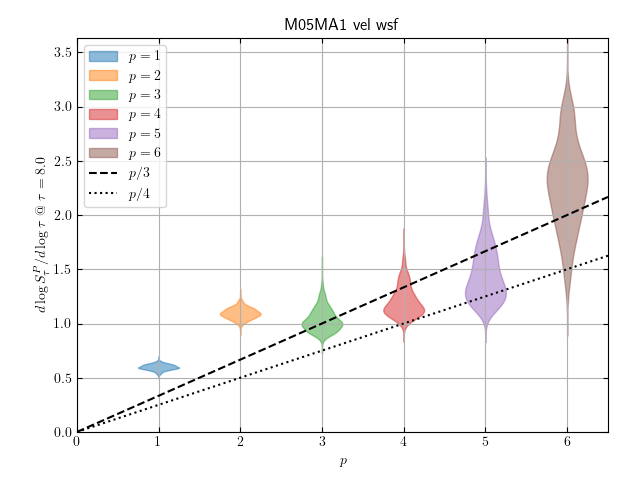 M05MA1 vel wsf
d log S_τ^P / d log τ @ τ = 8.0
3.5
3.0
2.5
2.0
1.5
1.0
0.5
0.0
p = 1
p = 2
p = 3
p = 4
p = 5
p = 6
p/3
p/4
0 1 2 3 4 5 6
p